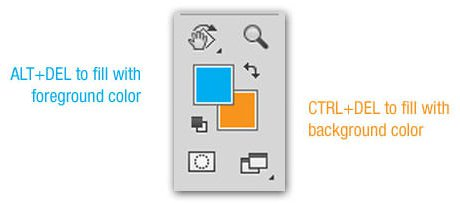 ALT+DEL to fill with
foreground color
CTRL+DEL to fill with
background color